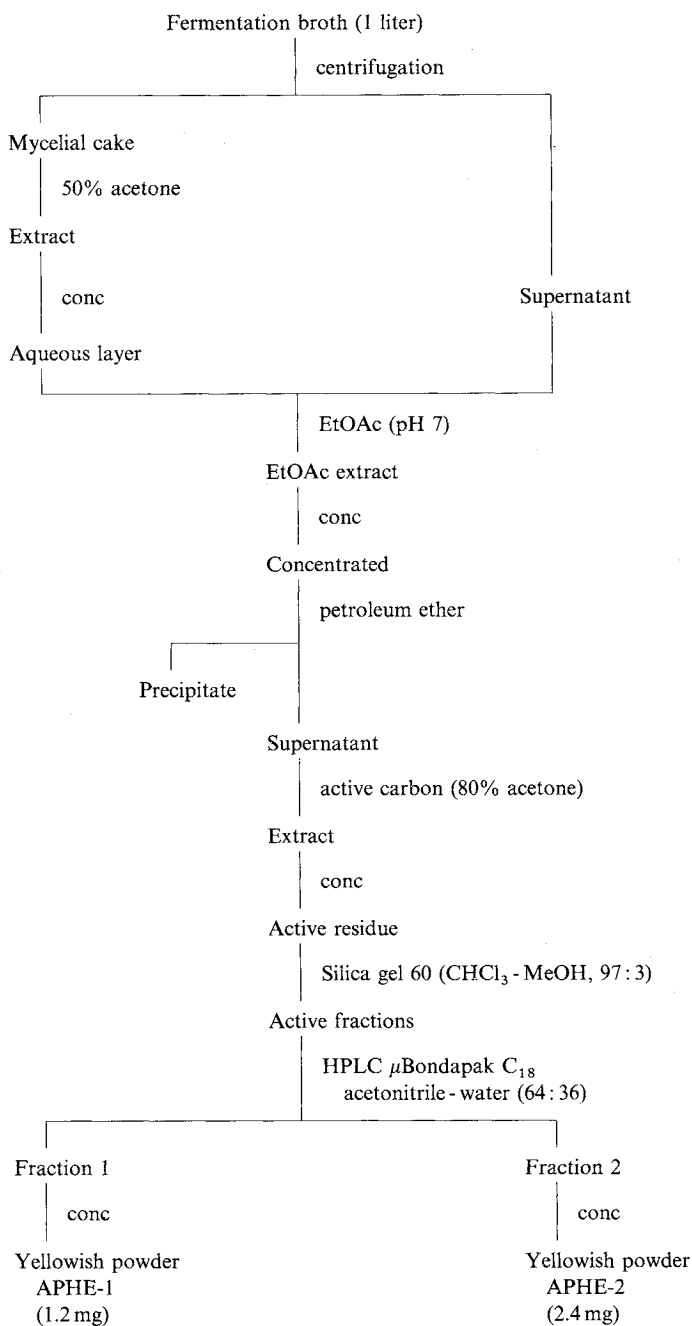 Fermentation broth (1 liter)
centrifugation
Mycelial cake
50% acetone
Extract
conc
Supernatant
Aqueous layer
EtOAc (pH 7)
EtOAc extract
conc
Concentrated
petroleum ether
Precipitate
Supernatant
active carbon (80% acetone)
Extract
conc
Active residue
Silica gel 60 (CHCl₃ - MeOH, 97 : 3)
Active fractions
HPLC μBondapak C₁₈
acetonitrile - water (64 : 36)
Fraction 1
Fraction 2
conc
conc
Yellowish powder
Yellowish powder
APHE-1
APHE-2
(1.2 mg)
(2.4 mg)